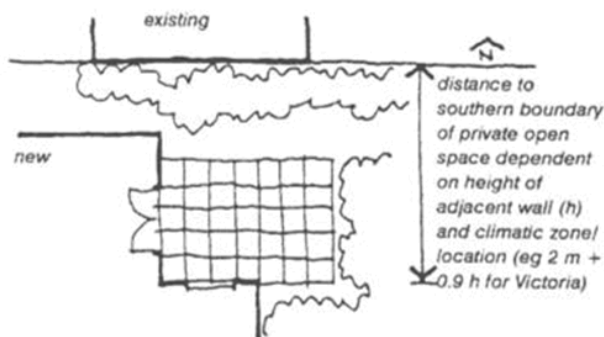 existing
N
distance to
southern boundary
of private open
space dependent
on height of
adjacent wall (h)
and climatic zone/
location (eg 2 m +
0.9 h for Victoria)
new